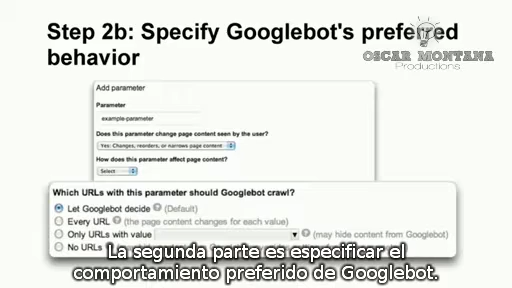 Step 2b: Specify Googlebot's preferred
behavior
OSCAR MONTANA
Productions
Add parameter
Parameter
example-parameter
Does this parameter change page content seen by the user?
Yes: Changes, reorders, or narrows page content
How does this parameter affect page content?
Select
Which URLs with this parameter should Googlebot crawl?
Let Googlebot decide ? (Default)
Every URL ? (the page content changes for each value)
Only URLs with value ? (may hide content from Googlebot)
No URLs
La segunda parte es especificar el
comportamiento preferido de Googlebot.